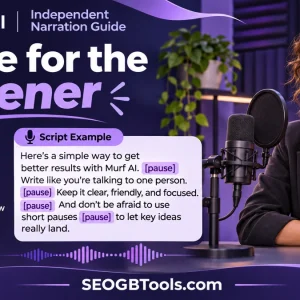 Independent
Narration Guide
e for the
ener
Script Example
Here's a simple way to get
better results with Murf AI. [pause]
Write like you're talking to one person.
[pause] Keep it clear, friendly, and focused.
[pause] And don't be afraid to use
short pauses [pause] to let key ideas
really land.
SEOGBTools.com